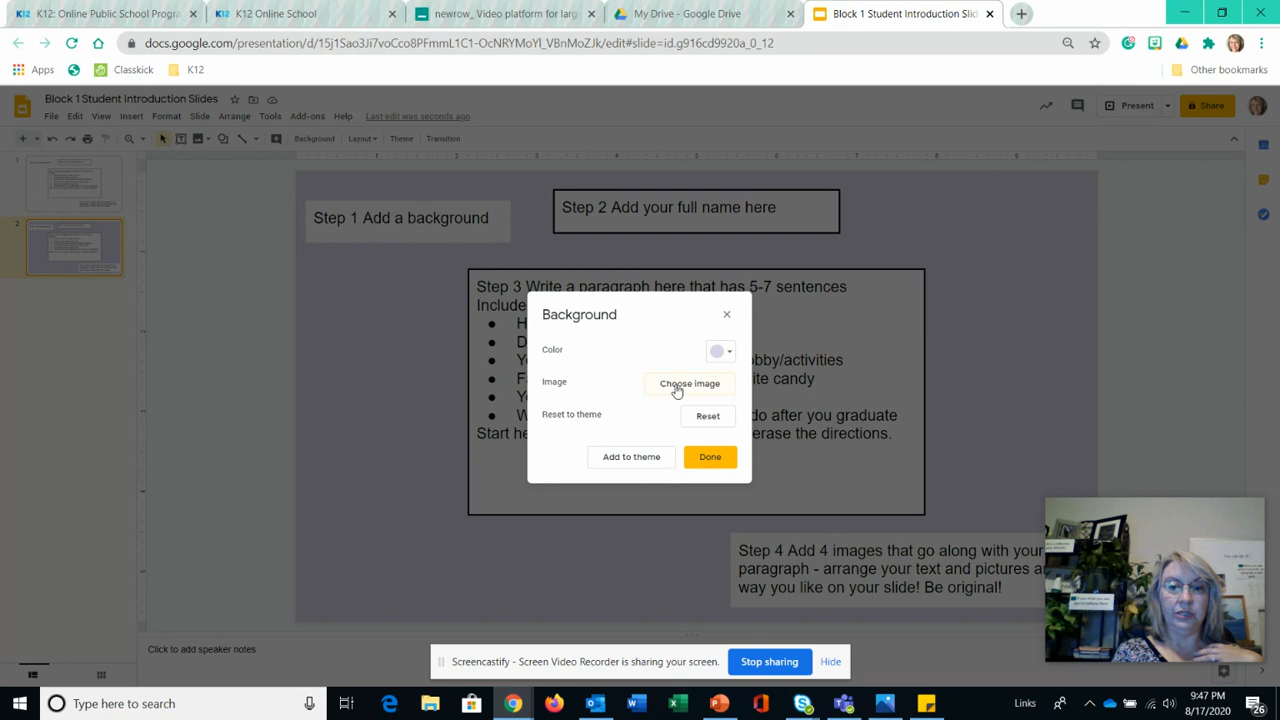 K12: Online Public School Progra
K12 Online School
newrow_ Video platform for larg
My Drive - Google Drive
Block 1 Student Introduction Slid
docs.google.com/presentation/d/15j1Sao3Ji7voCco8PFmmL1C1-OcNRYMoYI_VBnMoZJk/edit#slide=id.g916cd9920a_0_12
Apps
Classkick
K12
Other bookmarks
Block 1 Student Introduction Slides
File Edit View Insert Format Slide Arrange Tools Add-ons Help Last edit was seconds ago
Present
Share
Background Layout Theme Transition
Step 1 Add a background
Step 2 Add your full name here
Step 3 Write a paragraph here that has 5-7 sentences
Includ
H
D
Y
obby/activities
F
ite candy
Y
W
do after you graduate
Start he
erase the directions.
Background
Color
Image
Choose image
Reset to theme
Reset
Add to theme
Done
Step 4 Add 4 images that go along with your
paragraph - arrange your text and pictures a
way you like on your slide! Be original!
Click to add speaker notes
Screencastify - Screen Video Recorder is sharing your screen.
Stop sharing
Hide
Type here to search
Links
9:47 PM
8/17/2020
26